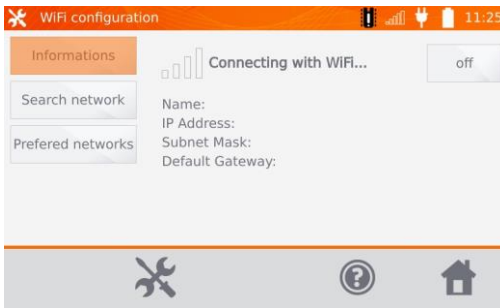 WiFi configuration
11:25
Informations
Connecting with WiFi...
off
Search network
Name:
IP Address:
Prefered networks
Subnet Mask:
Default Gateway:
?